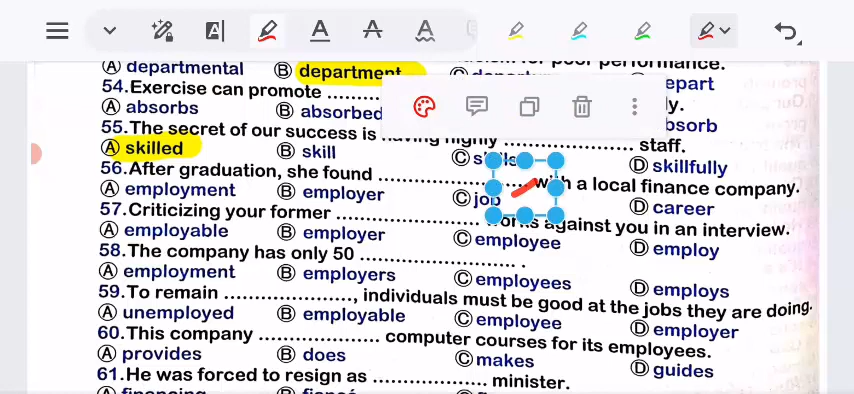 A A A A
for poor performance.
Ⓐ departmental Ⓑ department Ⓒ epart
54.Exercise can promote .......... ly.
Ⓐ absorbs Ⓑ absorbed bsorb
55.The secret of our success is having highly ........................ staff.
Ⓐ skilled Ⓑ skill Ⓒ Ⓓ skillfully
56.After graduation, she found ........................ with a local finance company.
Ⓐ employment Ⓑ employer Ⓒ job Ⓓ career
57.Criticizing your former ........................ works against you in an interview.
Ⓐ employable Ⓑ employer Ⓒ employee Ⓓ employ
58.The company has only 50 ........................ .
Ⓐ employment Ⓑ employers Ⓒ employees Ⓓ employs
59.To remain ........................, individuals must be good at the jobs they are doing.
Ⓐ unemployed Ⓑ employable Ⓒ employee Ⓓ employer
60.This company ...................... computer courses for its employees.
Ⓐ provides Ⓑ does Ⓒ makes Ⓓ guides
61.He was forced to resign as ...................... minister.
Ⓐ financing Ⓑ fiancé